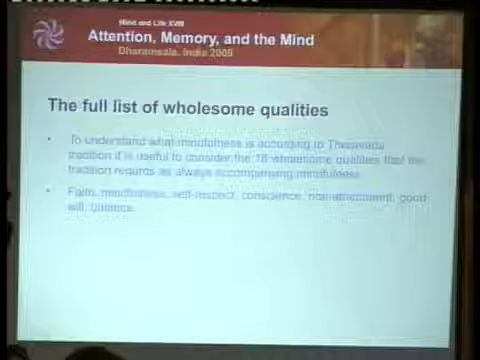 Mind and Life XVIII
Attention, Memory, and the Mind
Dharamsala, India 2009
The full list of wholesome qualities
• To understand what mindfulness is according to Theravada
tradition it is useful to consider the 18 wholesome qualities that the
tradition regards as always accompanying mindfulness.
• Faith, mindfulness, self-respect, conscience, non-attachment, good
will, balance.